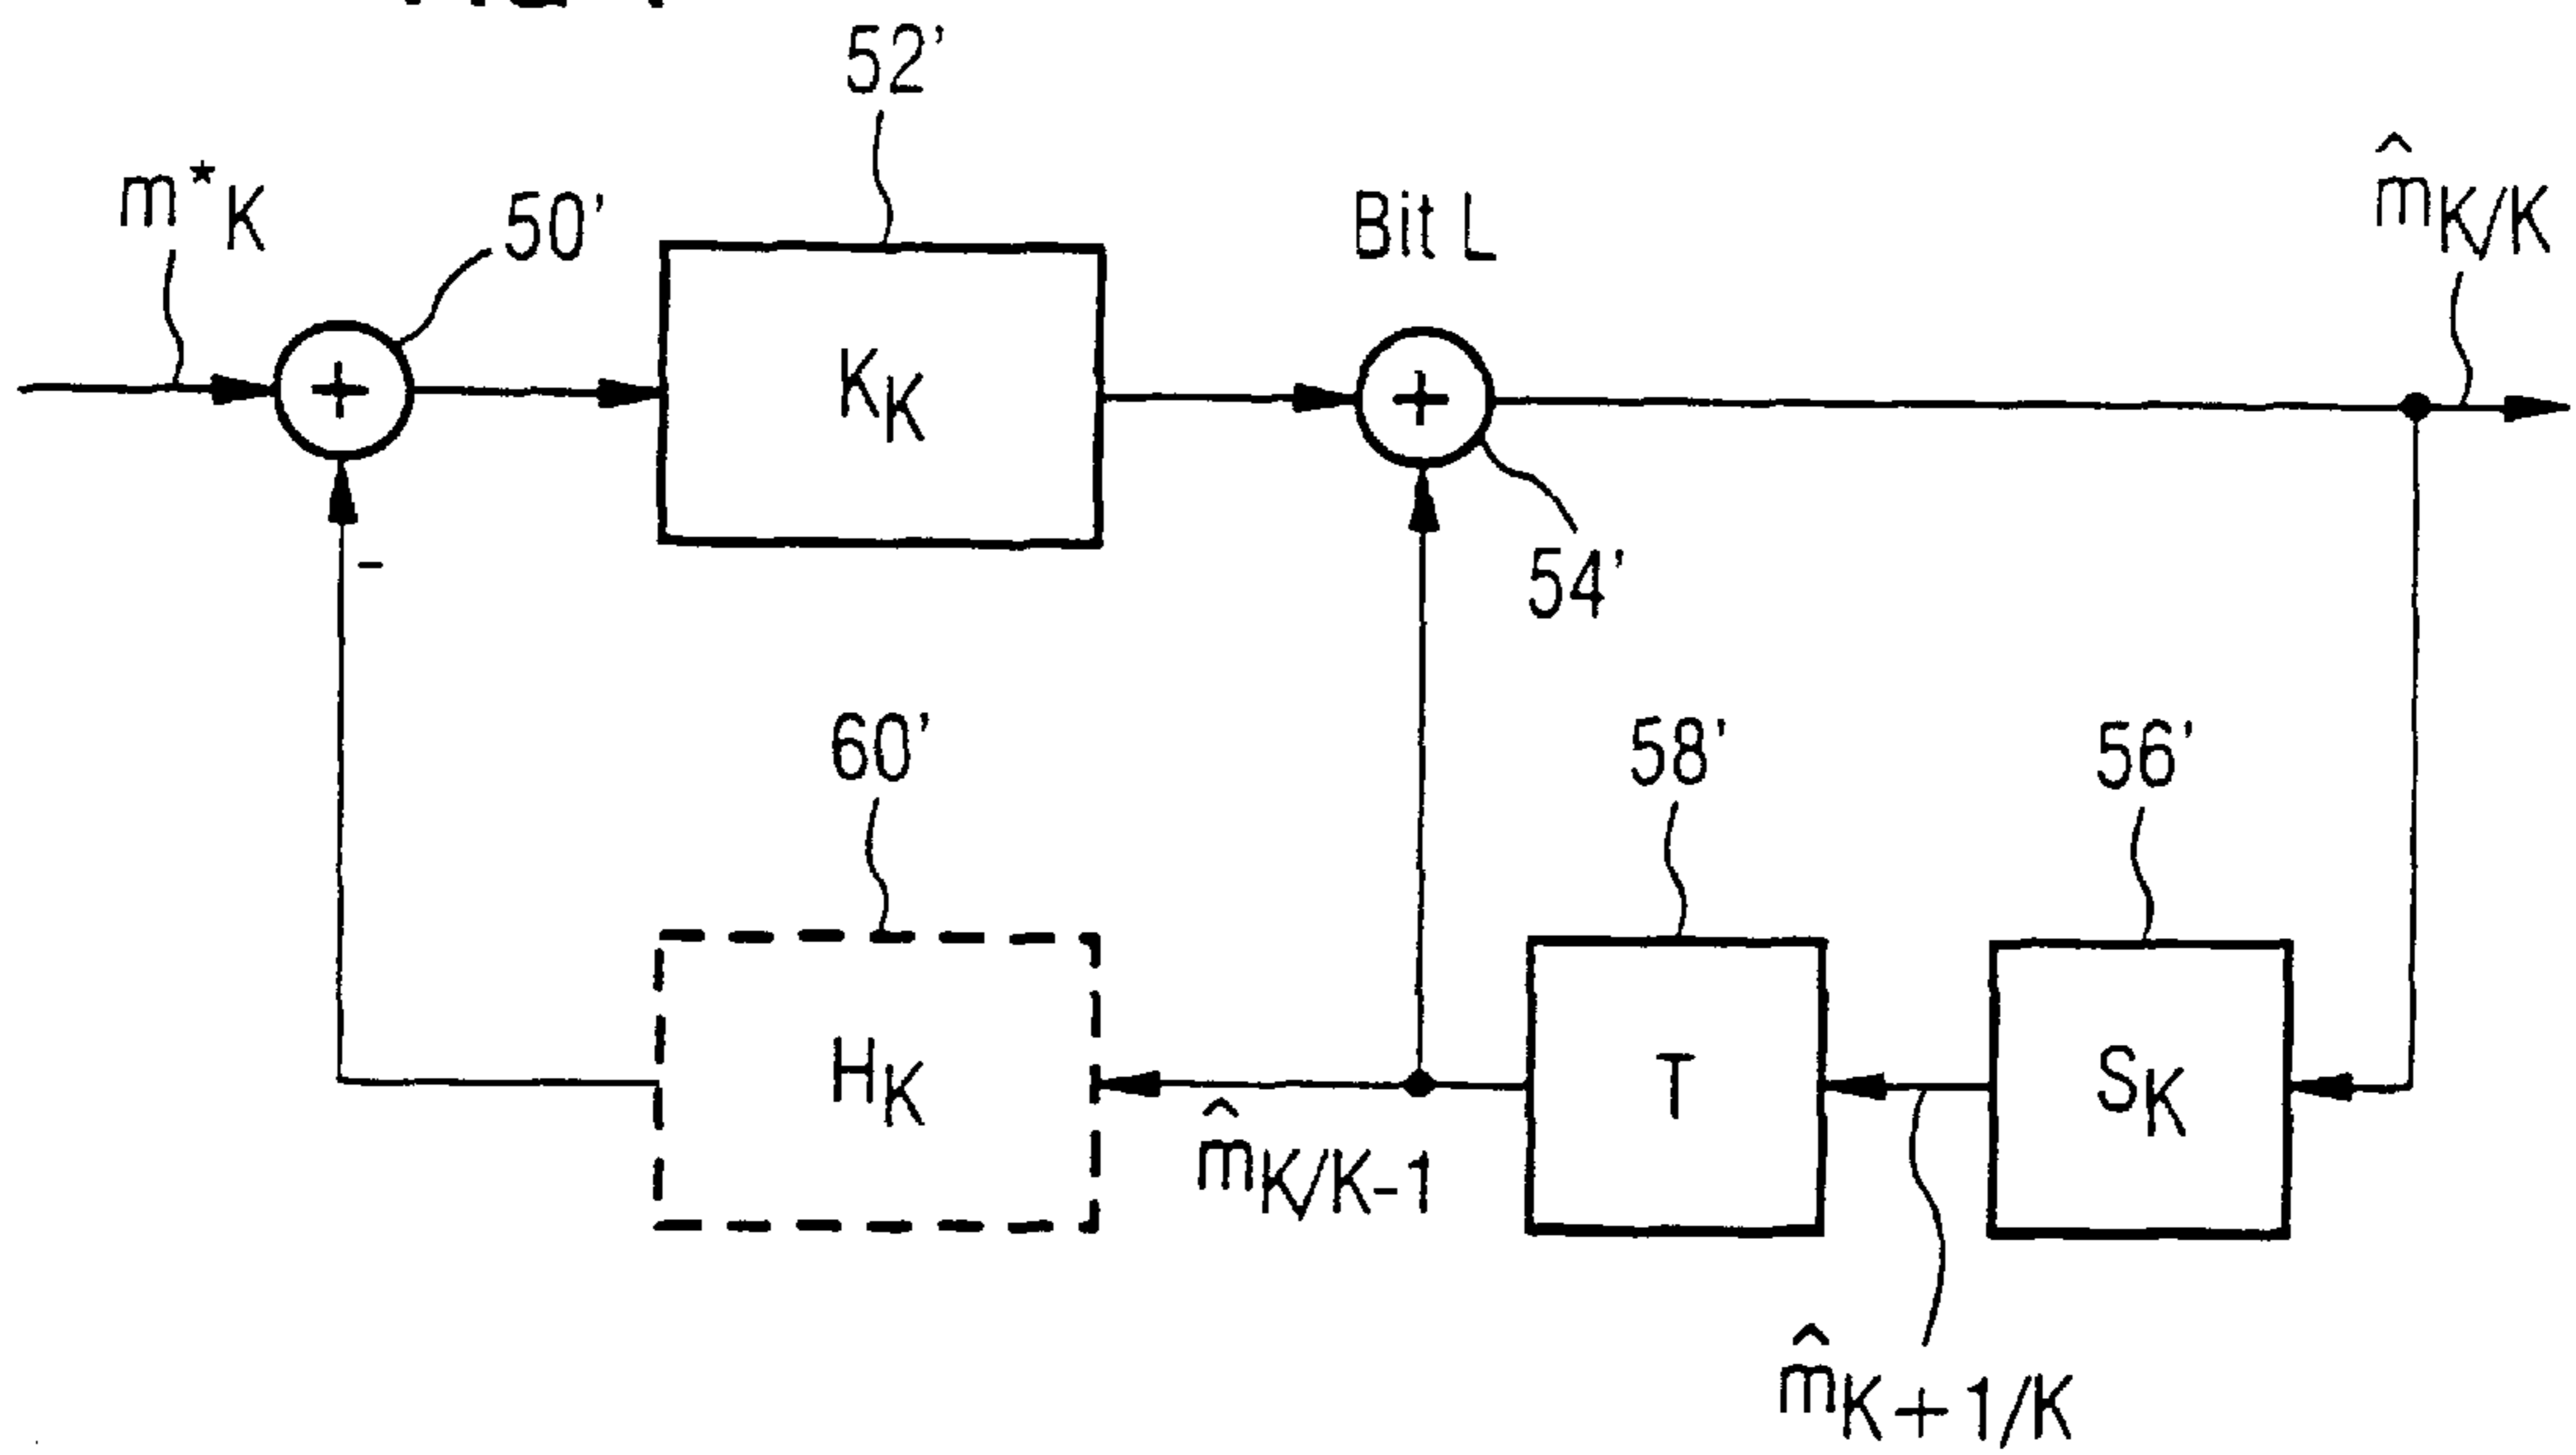 52'
m*K
50'
Bit L
m̂K/K
KK
+
+
54'
-
60'
58'
56'
HK
T
SK
m̂K/K-1
m̂K+1/K